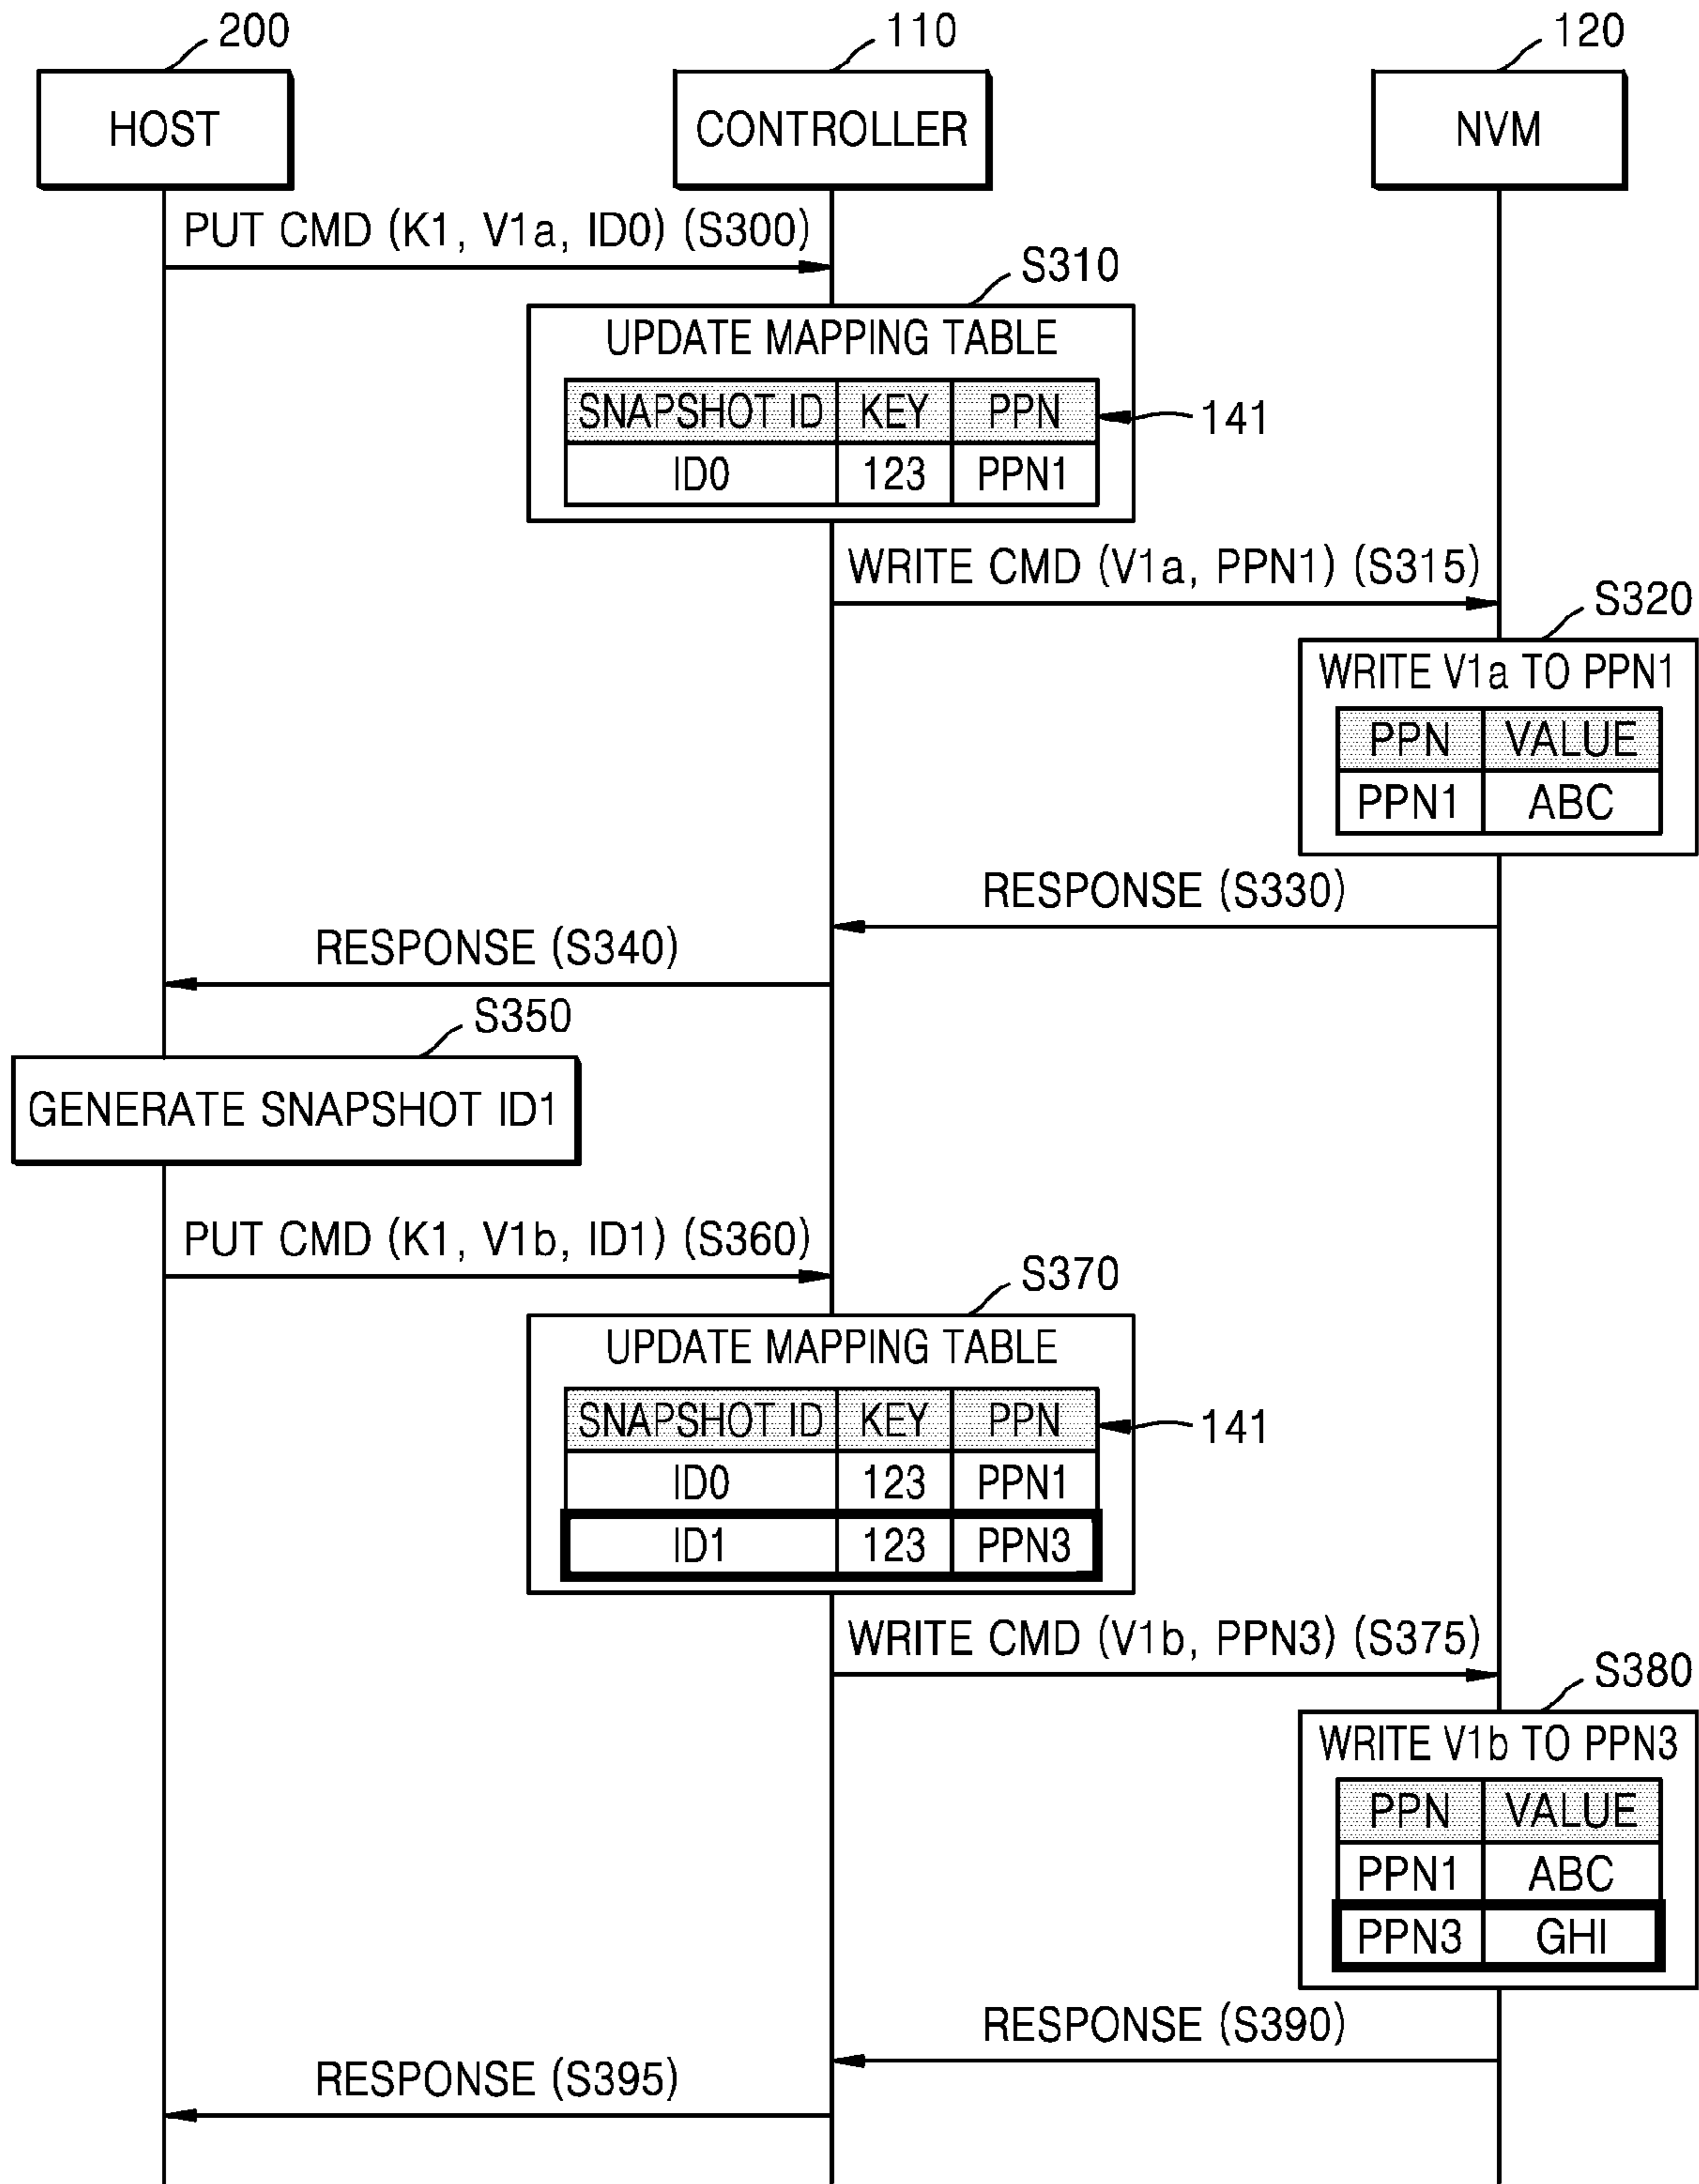 200
110
120
HOST
CONTROLLER
NVM
PUT CMD (K1, V1a, ID0) (S300)
S310
UPDATE MAPPING TABLE
SNAPSHOT ID KEY PPN
141
ID0 123 PPN1
WRITE CMD (V1a, PPN1) (S315)
S320
WRITE V1a TO PPN1
PPN VALUE
PPN1 ABC
RESPONSE (S330)
RESPONSE (S340)
S350
GENERATE SNAPSHOT ID1
PUT CMD (K1, V1b, ID1) (S360)
S370
UPDATE MAPPING TABLE
SNAPSHOT ID KEY PPN
141
ID0 123 PPN1
ID1 123 PPN3
WRITE CMD (V1b, PPN3) (S375)
S380
WRITE V1b TO PPN3
PPN VALUE
PPN1 ABC
PPN3 GHI
RESPONSE (S390)
RESPONSE (S395)